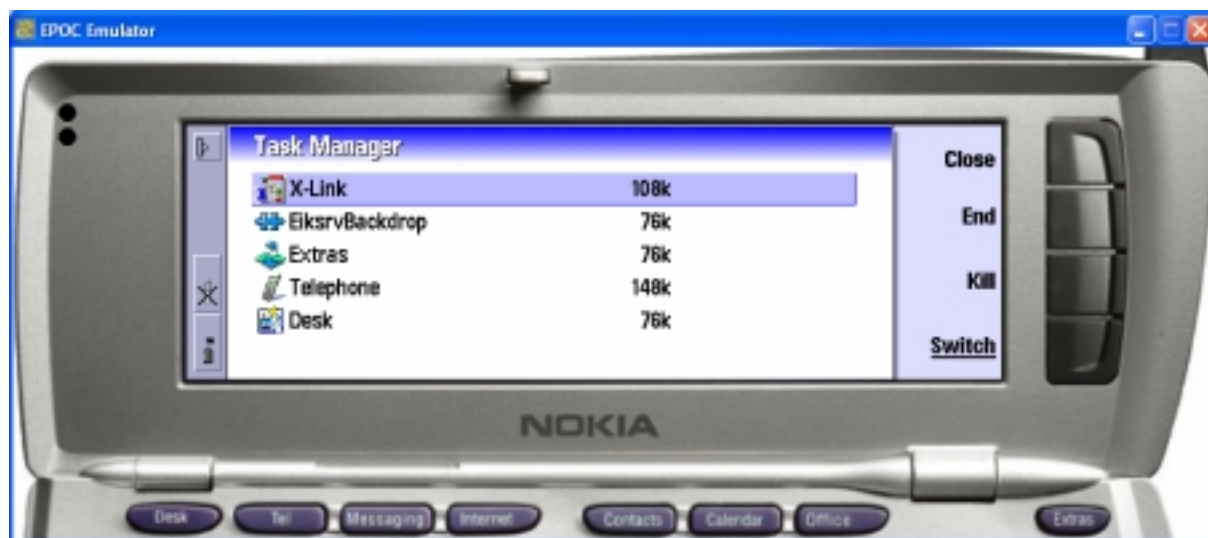 EPOC Emulator
Task Manager
X-Link 108k
EiksrvBackdrop 76k
Extras 76k
Telephone 148k
Desk 76k
Close
End
Kill
Switch
NOKIA
Desk Tel Messaging Internet Contacts Calendar Office Extras